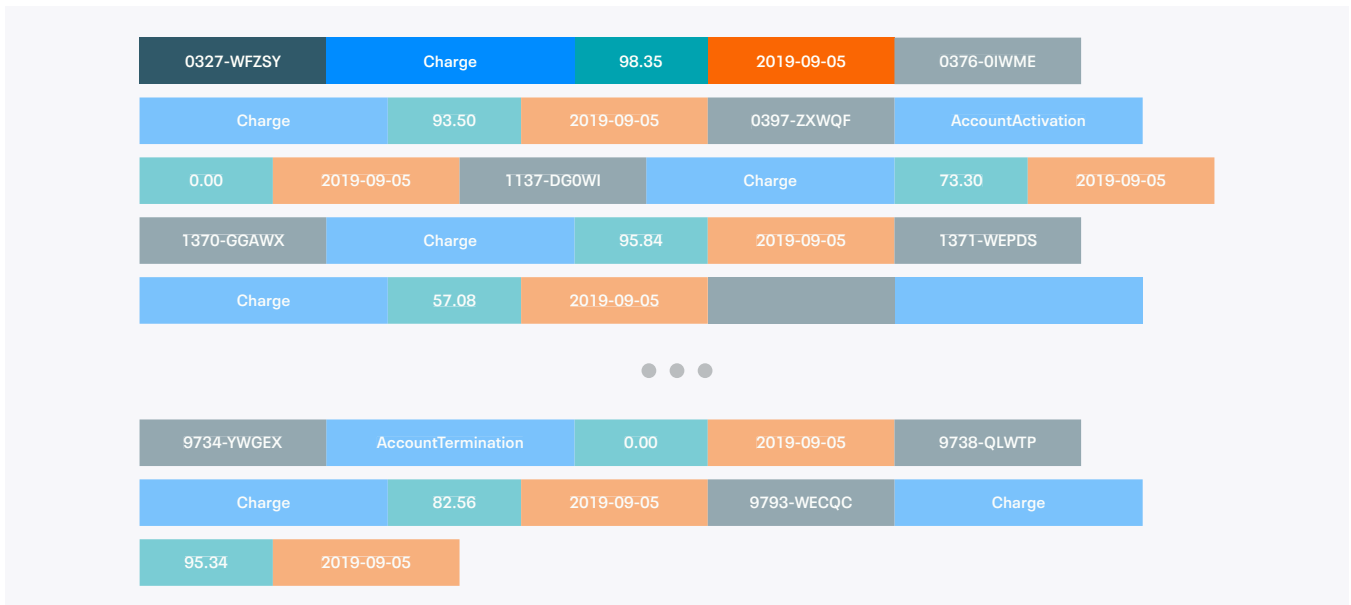 0327-WFZSY Charge 98.35 2019-09-05 0376-0IWME
Charge 93.50 2019-09-05 0397-ZXWQF AccountActivation
0.00 2019-09-05 1137-DG0WI Charge 73.30 2019-09-05
1370-GGAWX Charge 95.84 2019-09-05 1371-WEPDS
Charge 57.08 2019-09-05
9734-YWGEX AccountTermination 0.00 2019-09-05 9738-QLWTP
Charge 82.56 2019-09-05 9793-WECQC Charge
95.34 2019-09-05